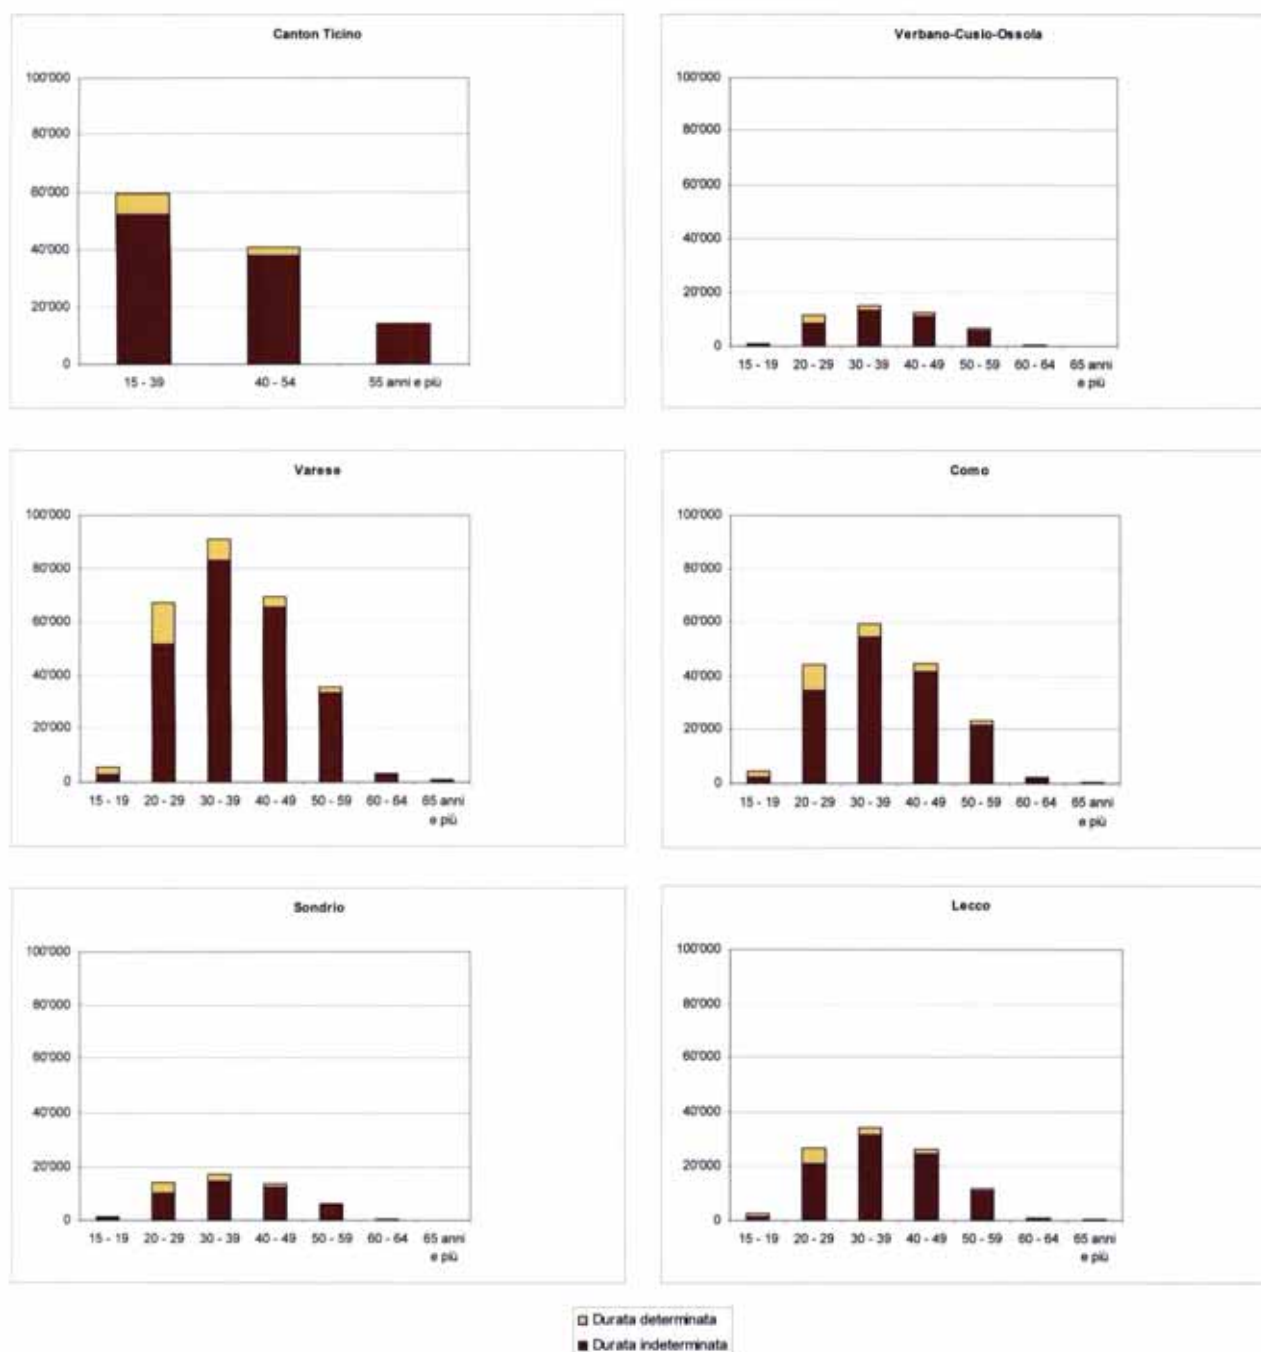 Canton Ticino
100'000
80'000
60'000
40'000
20'000
0
15 - 39
40 - 54
55 anni e più
Verbano-Cusio-Ossola
100'000
80'000
60'000
40'000
20'000
0
15 - 19
20 - 29
30 - 39
40 - 49
50 - 59
60 - 64
65 anni
e più
Varese
100'000
80'000
60'000
40'000
20'000
0
15 - 19
20 - 29
30 - 39
40 - 49
50 - 59
60 - 64
65 anni
e più
Como
100'000
80'000
60'000
40'000
20'000
0
15 - 19
20 - 29
30 - 39
40 - 49
50 - 59
60 - 64
65 anni
e più
Sondrio
100'000
80'000
60'000
40'000
20'000
0
15 - 19
20 - 29
30 - 39
40 - 49
50 - 59
60 - 64
65 anni
e più
Lecco
100'000
80'000
60'000
40'000
20'000
0
15 - 19
20 - 29
30 - 39
40 - 49
50 - 59
60 - 64
65 anni
e più
Durata determinata
Durata indeterminata